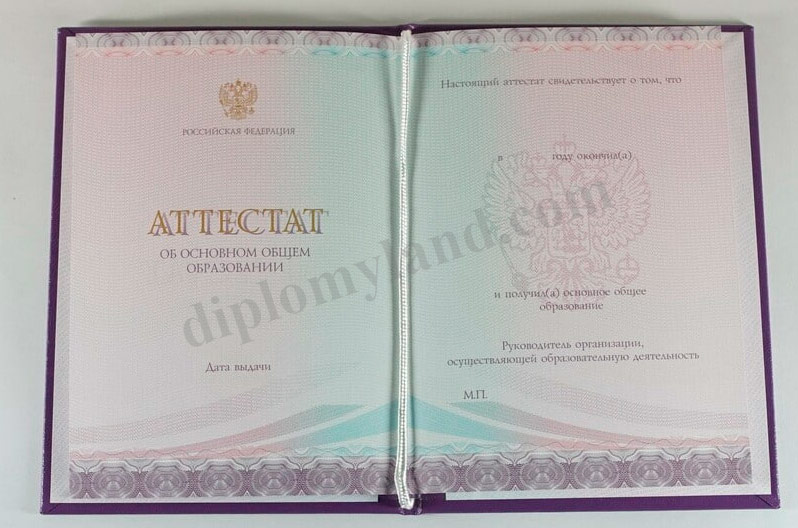 РОССИЙСКАЯ ФЕДЕРАЦИЯ
АТТЕСТАТ
ОБ ОСНОВНОМ ОБЩЕМ
ОБРАЗОВАНИИ
Дата выдачи
Настоящий аттестат свидетельствует о том, что
в году окончил(а)
и получил(а) основное общее
образование
Руководитель организации,
осуществляющей образовательную деятельность
М.П.
diplomyland.com